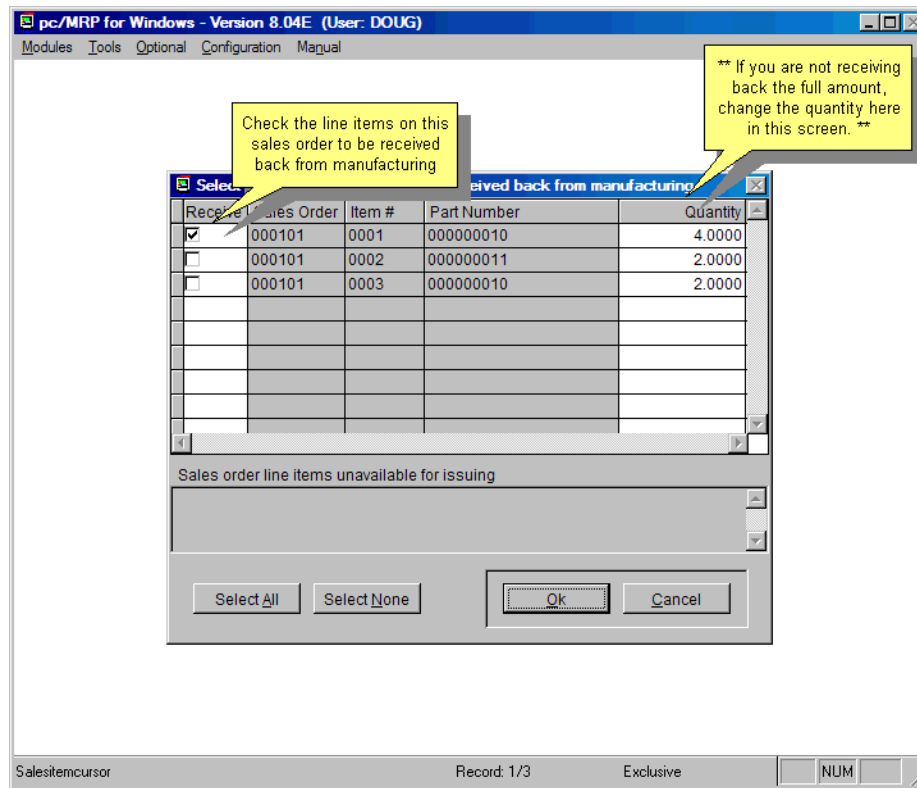 pc/MRP for Windows - Version 8.04E (User: DOUG)
Modules Tools Optional Configuration Manual
** If you are not receiving
back the full amount,
change the quantity here
in this screen. **
Check the line items on this
sales order to be received
back from manufacturing
Select eived back from manufacturing
Receive Sales Order Item # Part Number Quantity
000101 0001 000000010 4.0000
000101 0002 000000011 2.0000
000101 0003 000000010 2.0000
Sales order line items unavailable for issuing
Select All Select None Ok Cancel
Salesitemcursor Record: 1/3 Exclusive NUM